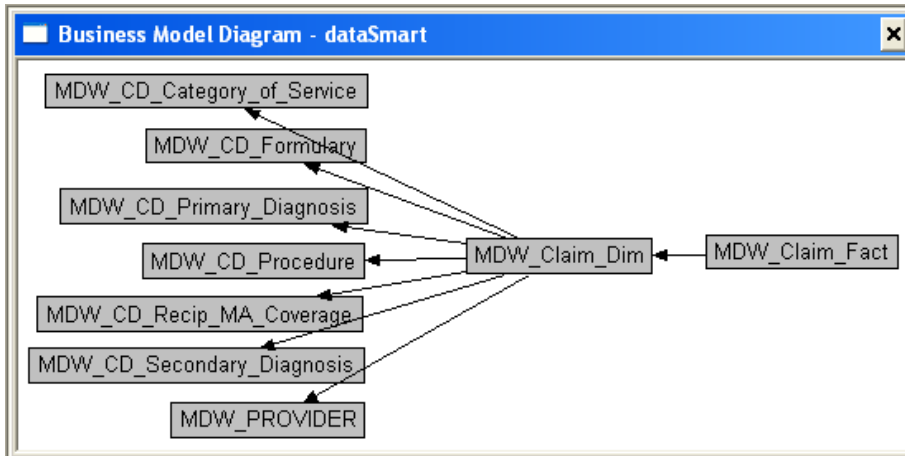 Business Model Diagram - dataSmart
MDW_CD_Category_of_Service
MDW_CD_Formulary
MDW_CD_Primary_Diagnosis
MDW_CD_Procedure
MDW_Claim_Dim
MDW_Claim_Fact
MDW_CD_Recip_MA_Coverage
MDW_CD_Secondary_Diagnosis
MDW_PROVIDER